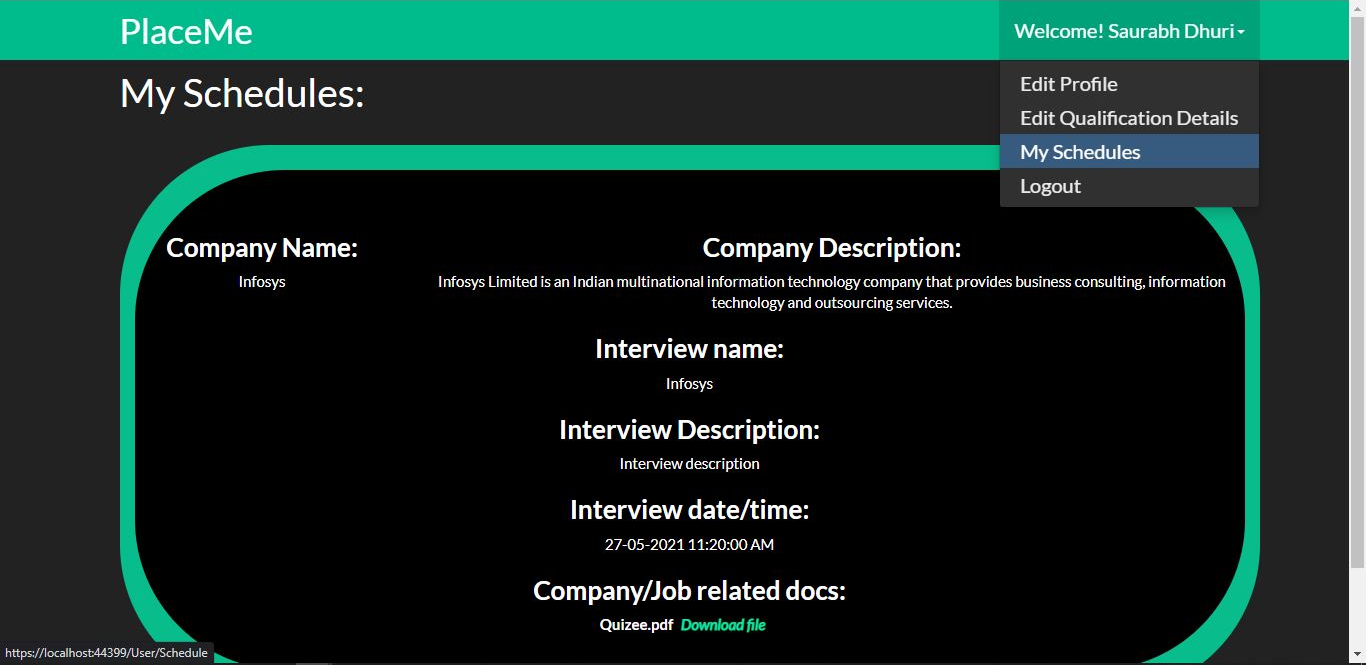 PlaceMe
Welcome! Saurabh Dhuri
My Schedules:
Edit Profile
Edit Qualification Details
My Schedules
Logout
Company Name:
Infosys
Company Description:
Infosys Limited is an Indian multinational information technology company that provides business consulting, information
technology and outsourcing services.
Interview name:
Infosys
Interview Description:
Interview description
Interview date/time:
27-05-2021 11:20:00 AM
Company/Job related docs:
Quizee.pdf Download file
https://localhost:44399/User/Schedule